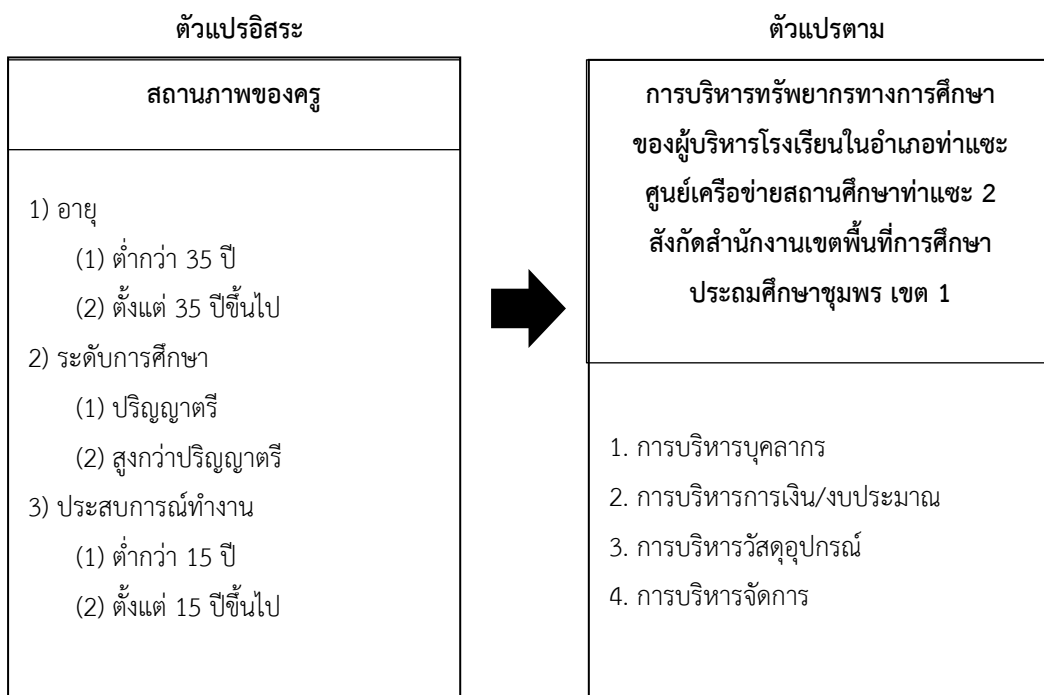 ตัวแปรอิสระ
สถานภาพของครู
1) อายุ
(1) ต่ำกว่า 35 ปี
(2) ตั้งแต่ 35 ปีขึ้นไป
2) ระดับการศึกษา
(1) ปริญญาตรี
(2) สูงกว่าปริญญาตรี
3) ประสบการณ์ทำงาน
(1) ต่ำกว่า 15 ปี
(2) ตั้งแต่ 15 ปีขึ้นไป
ตัวแปรตาม
การบริหารทรัพยากรทางการศึกษา
ของผู้บริหารโรงเรียนในอำเภอท่าแซะ
ศูนย์เครือข่ายสถานศึกษาท่าแซะ 2
สังกัดสำนักงานเขตพื้นที่การศึกษา
ประถมศึกษาชุมพร เขต 1
1. การบริหารบุคลากร
2. การบริหารการเงิน/งบประมาณ
3. การบริหารวัสดุอุปกรณ์
4. การบริหารจัดการ